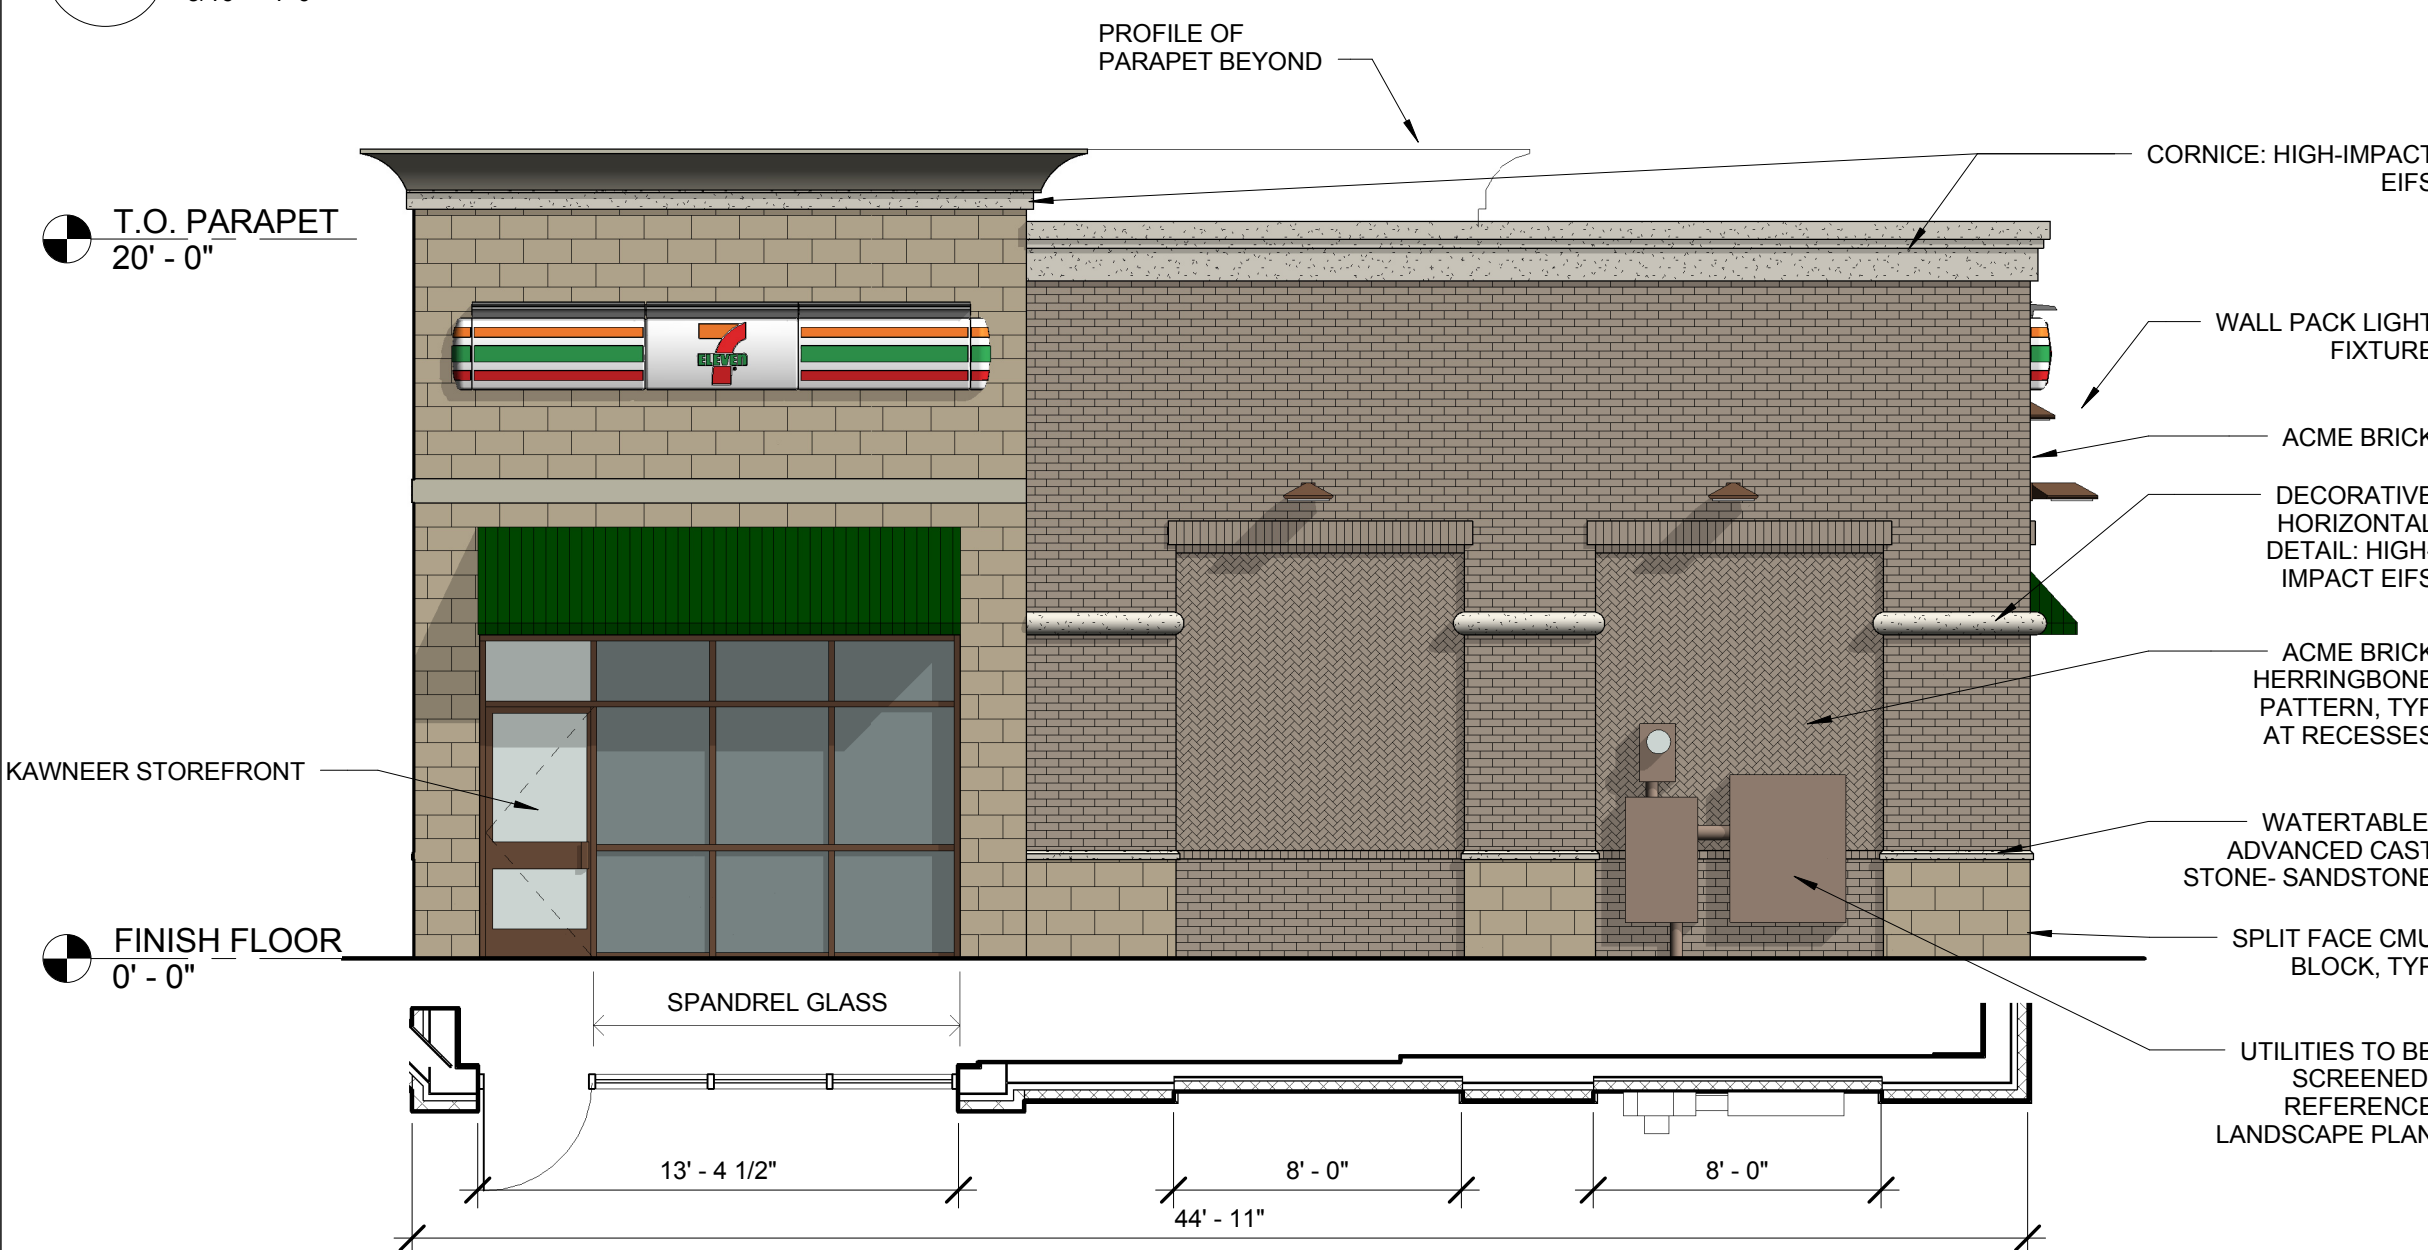 PROFILE OF
PARAPET BEYOND
CORNICE: HIGH-IMPACT
EIFS
T.O. PARAPET
20' - 0"
7
ELEVEN
WALL PACK LIGHT
FIXTURE
ACME BRICK
DECORATIVE
HORIZONTAL
DETAIL: HIGH-
IMPACT EIFS
ACME BRICK
HERRINGBONE
PATTERN, TYP
AT RECESSES
KAWNEER STOREFRONT
WATERTABLE:
ADVANCED CAST
STONE- SANDSTONE
FINISH FLOOR
0' - 0"
SPLIT FACE CMU
BLOCK, TYP
SPANDREL GLASS
UTILITIES TO BE
SCREENED,
REFERENCE
LANDSCAPE PLAN
13' - 4 1/2"
8' - 0"
8' - 0"
44' - 11"